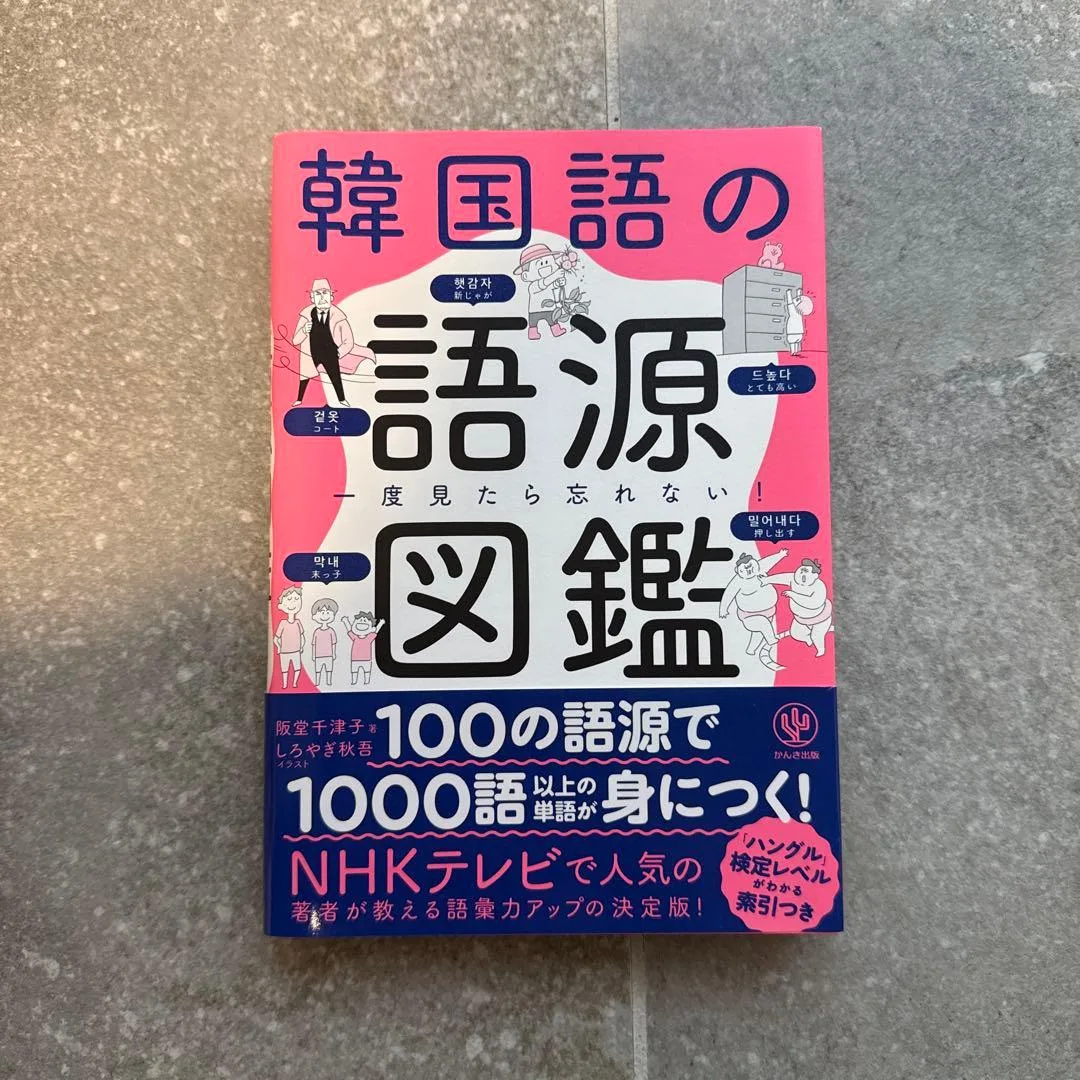 韓国語の
햇감자
新じゃが
語源
겉옷
コート
드높다
とても高い
一度見たら忘れない!
막내
末っ子
밀어내다
押し出す
図鑑
阪堂千津子 著
しろやぎ秋吾
イラスト
100の語源で
1000語以上の単語が身につく!
かんき出版
NHKテレビで人気の
著者が教える語彙力アップの決定版!
「ハングル」
検定レベル
がわかる
索引つき